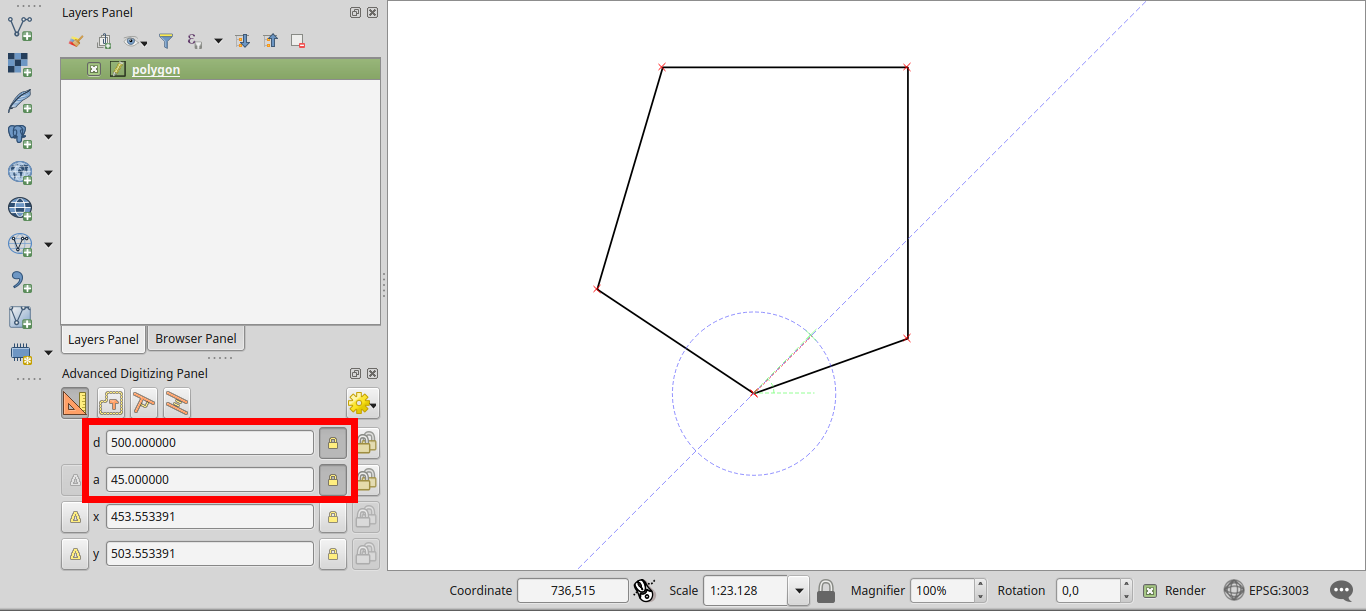 Layers Panel
polygon
Layers Panel
Browser Panel
Advanced Digitizing Panel
d 500.000000
a 45.000000
x 453.553391
y 503.553391
Coordinate 736,515 Scale 1:23.128 Magnifier 100% Rotation 0,0 Render EPSG:3003